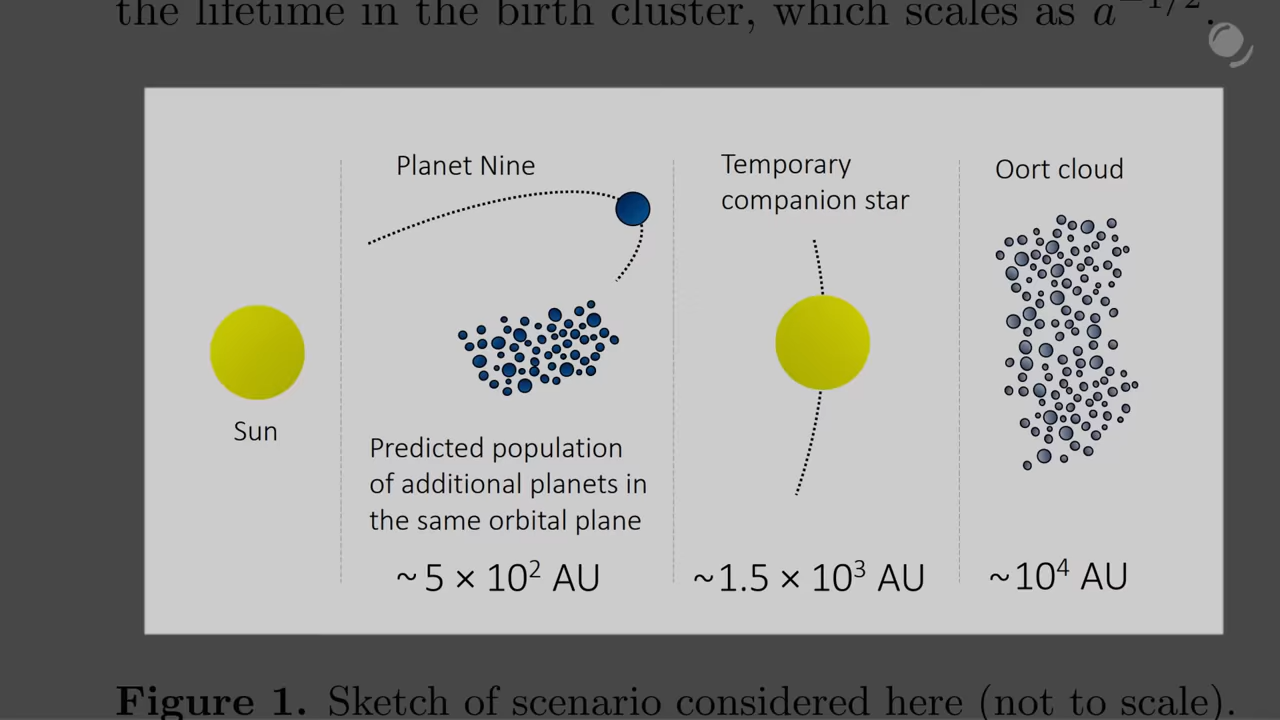 the lifetime in the birth cluster, which scales as a⁻¹/².
Planet Nine
Temporary
companion star
Oort cloud
Sun
Predicted population
of additional planets in
the same orbital plane
~ 5 × 10² AU
~1.5 × 10³ AU
~10⁴ AU
Figure 1. Sketch of scenario considered here (not to scale).